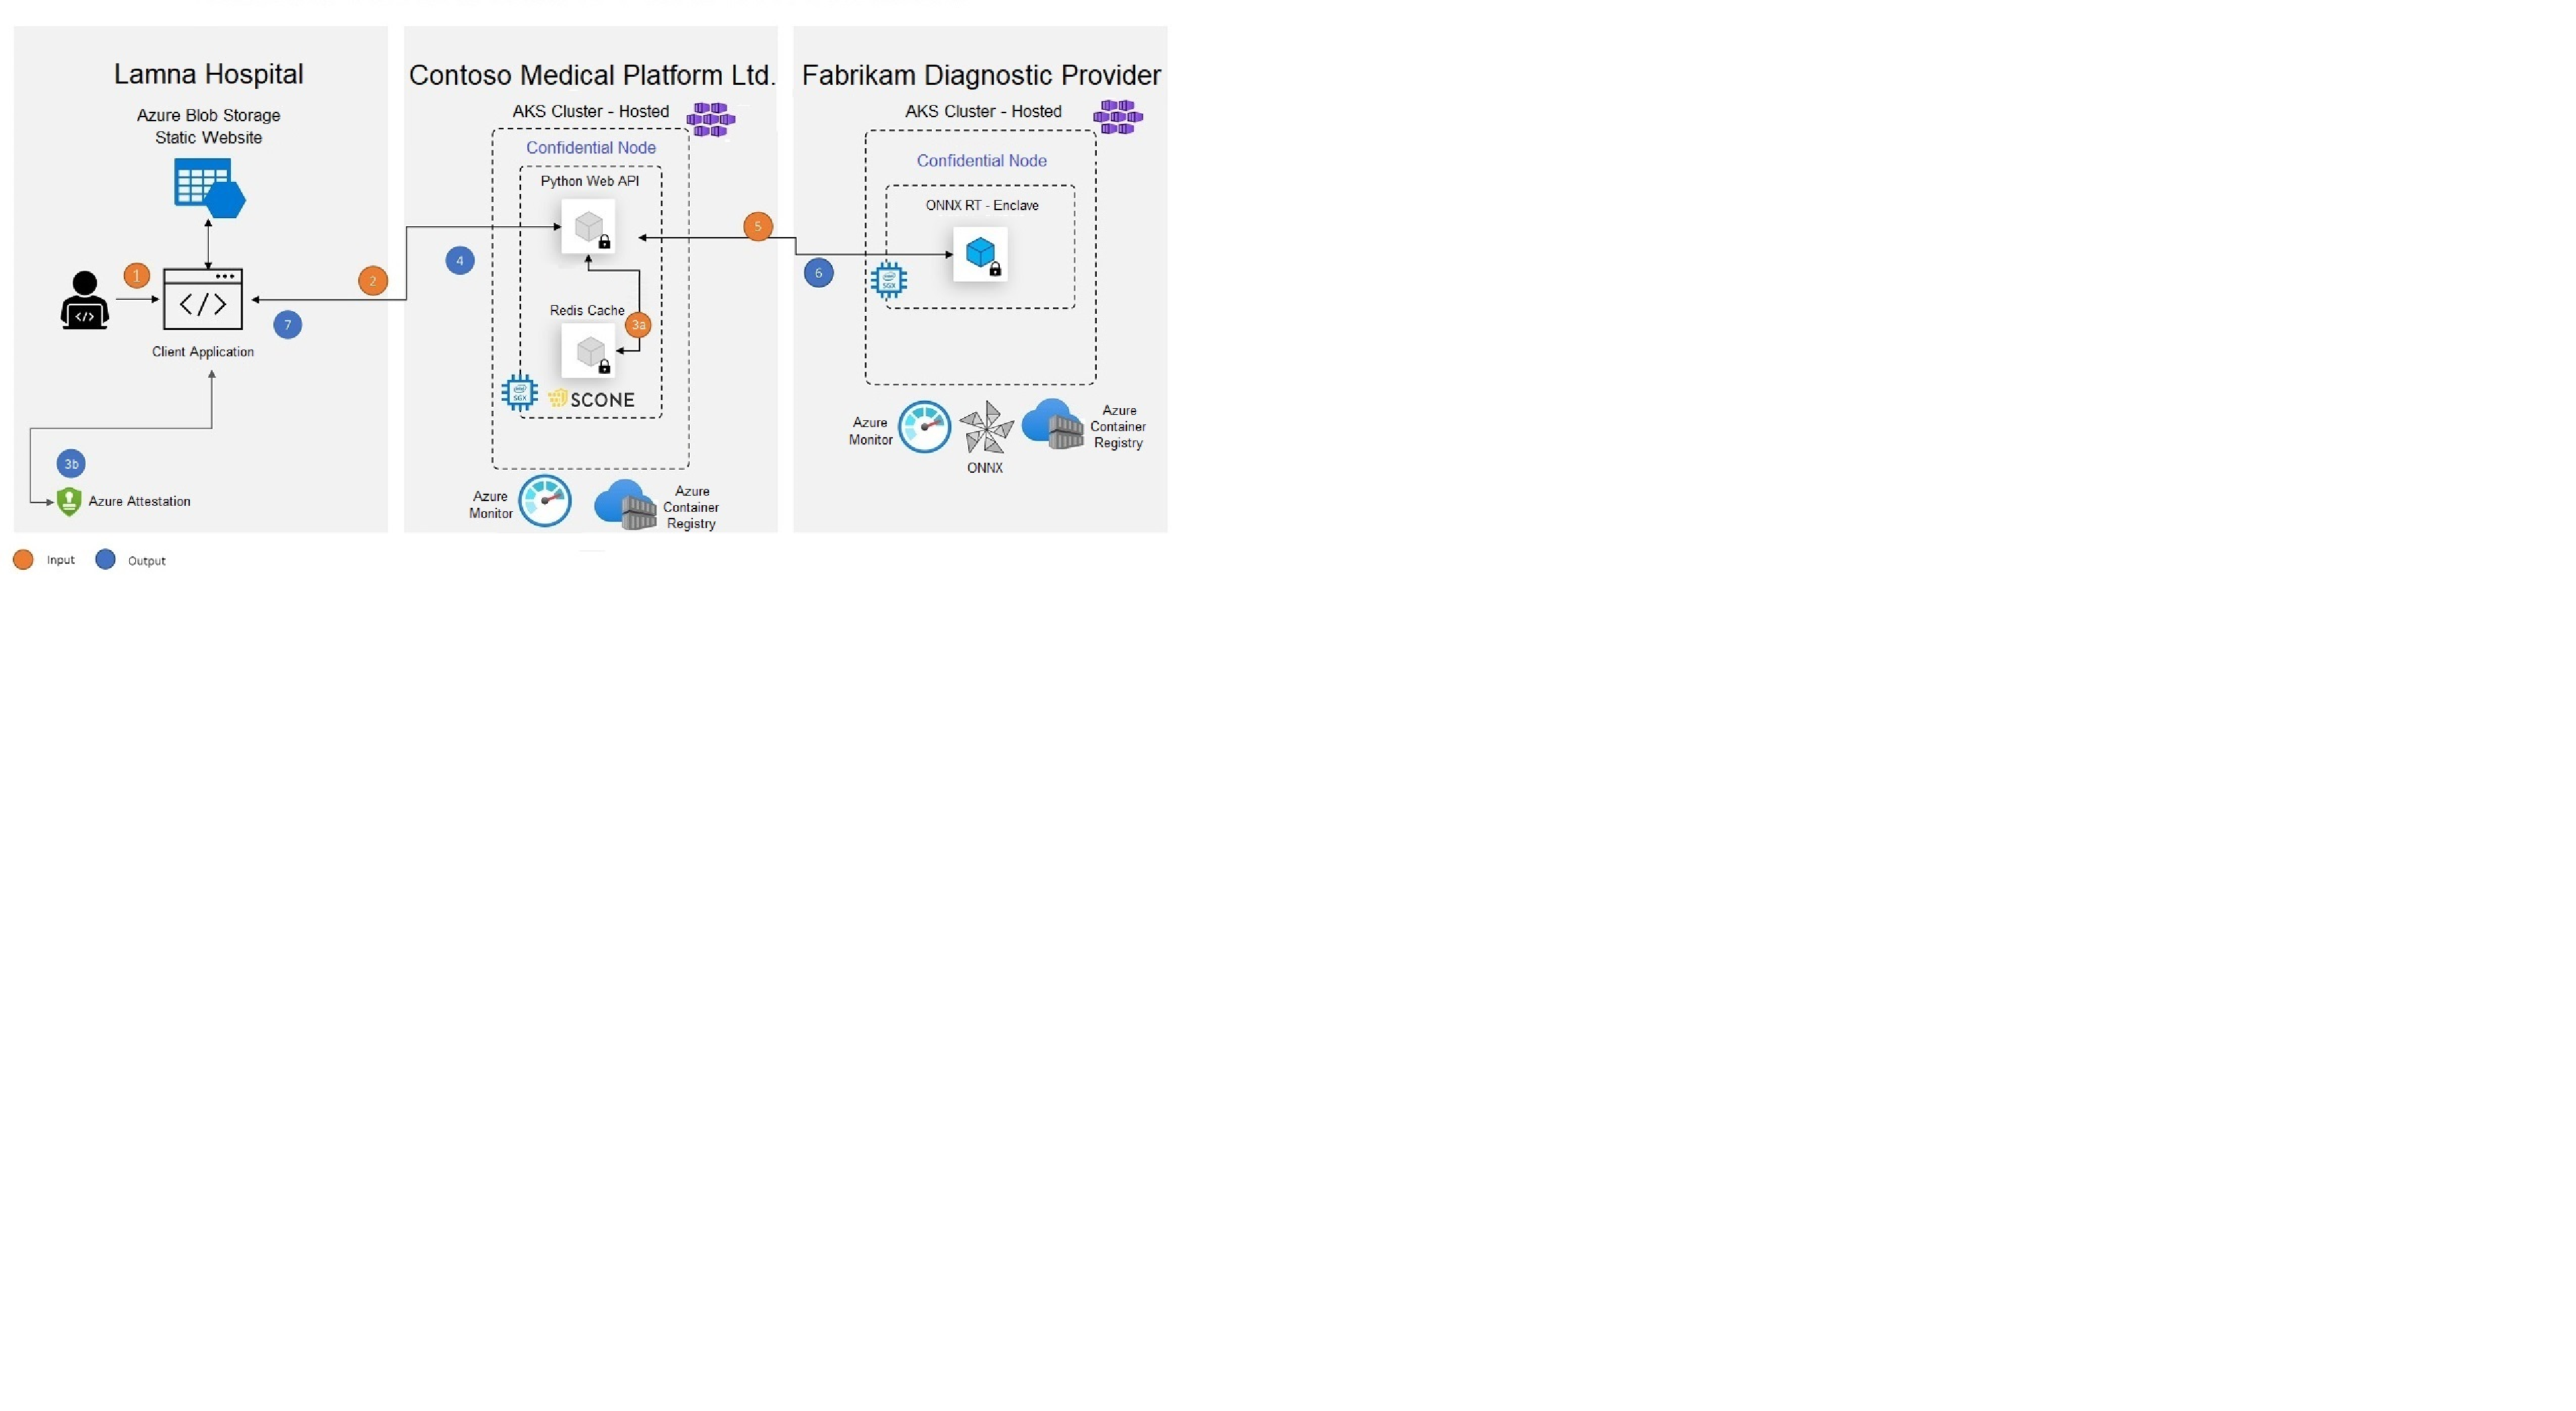 Lamna Hospital
Azure Blob Storage
Static Website
1
2
7
Client Application
3b
Azure Attestation
Contoso Medical Platform Ltd.
AKS Cluster - Hosted
Confidential Node
Python Web API
4
Redis Cache
3a
SGX
SCONE
Azure
Monitor
Azure
Container
Registry
5
Fabrikam Diagnostic Provider
AKS Cluster - Hosted
Confidential Node
ONNX RT - Enclave
6
SGX
Azure
Monitor
ONNX
Azure
Container
Registry
Input
Output